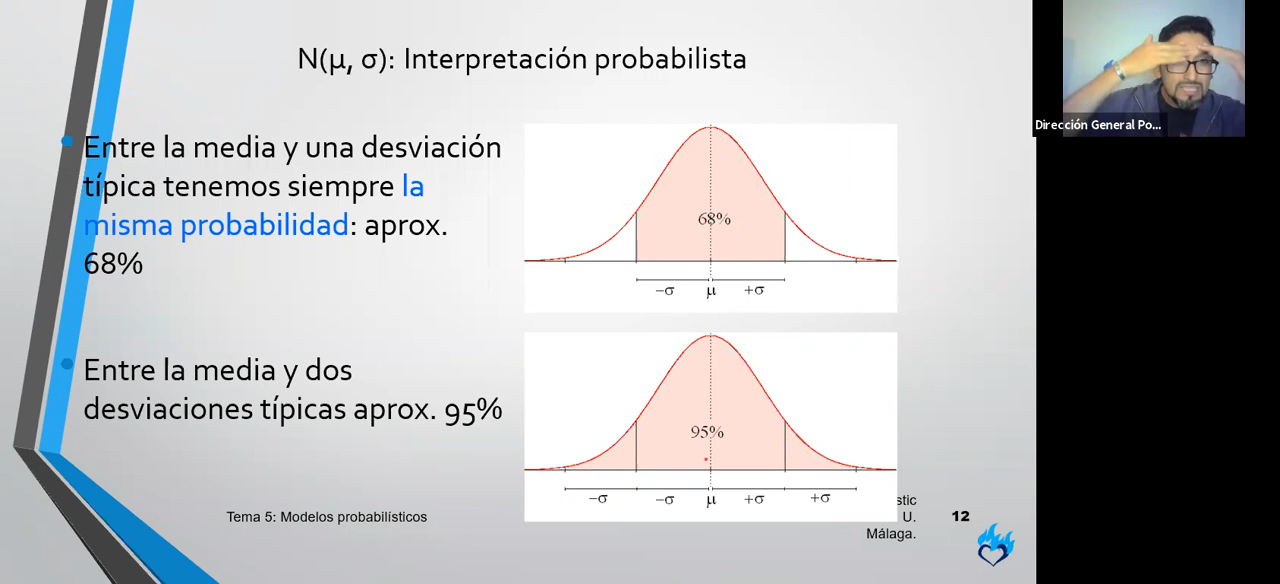 N(μ, σ): Interpretación probabilista
Entre la media y una desviación
típica tenemos siempre la
misma probabilidad: aprox.
68%
68%
−σ μ +σ
Entre la media y dos
desviaciones típicas aprox. 95%
95%
−σ −σ μ +σ +σ
Tema 5: Modelos probabilísticos
U.
Málaga.
12
Dirección General Po...